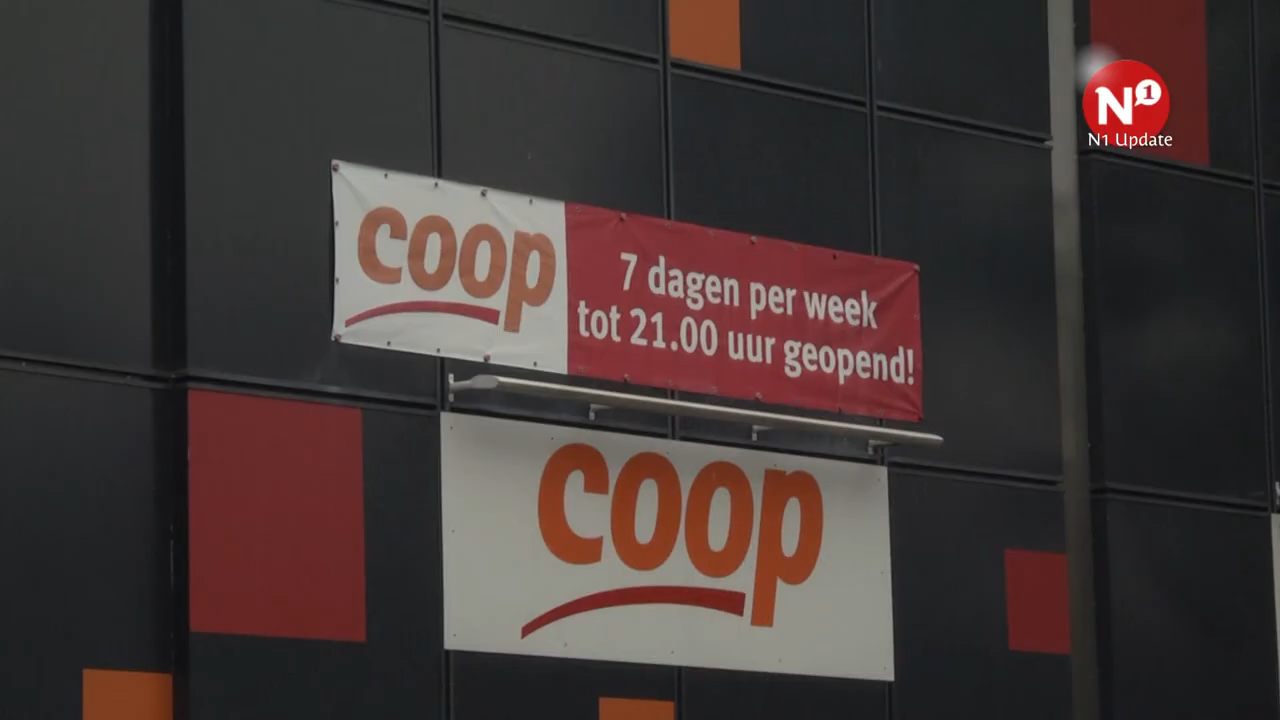 N1
N1 Update
coop
7 dagen per week
tot 21.00 uur geopend!
coop